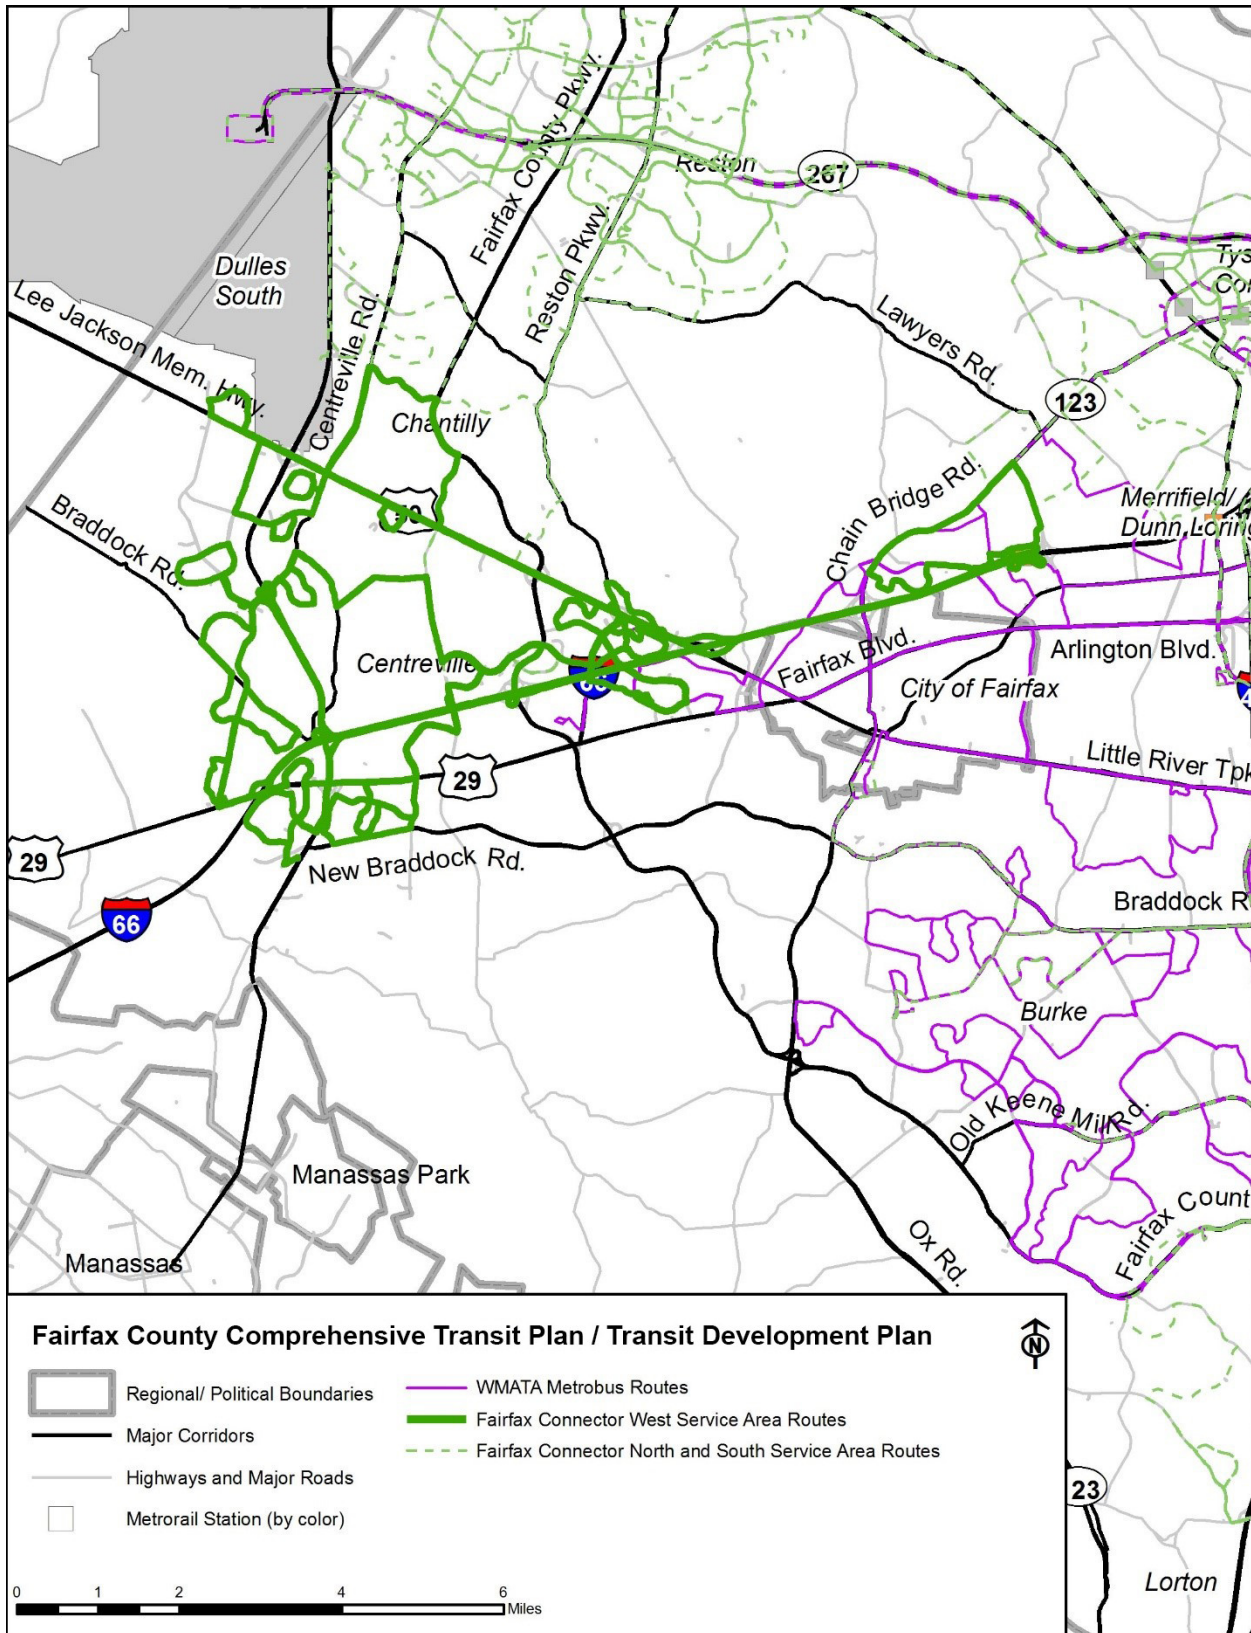 Fairfax County Pkwy.
Reston
267
Reston Pkwy.
Dulles
South
Lee Jackson Mem. Hwy.
Centreville Rd.
Lawyers Rd.
123
Chantilly
50
Chain Bridge Rd.
Merrifield/
Dunn Loring
Braddock Rd.
Centreville
66
Fairfax Blvd.
Arlington Blvd.
City of Fairfax
29
Little River Tpk
29
New Braddock Rd.
66
Braddock R
Burke
Old Keene Mill Rd.
Manassas Park
Manassas
Ox Rd.
Fairfax Count
Fairfax County Comprehensive Transit Plan / Transit Development Plan
N
Regional/ Political Boundaries
WMATA Metrobus Routes
Major Corridors
Fairfax Connector West Service Area Routes
Highways and Major Roads
Fairfax Connector North and South Service Area Routes
Metrorail Station (by color)
23
0 1 2 4 6
Miles
Lorton